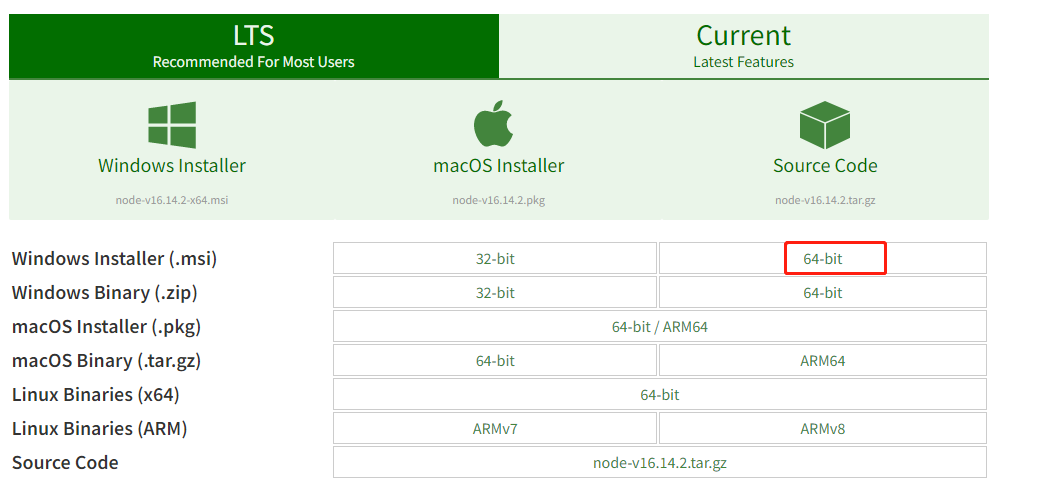 LTS
Recommended For Most Users
Current
Latest Features
Windows Installer
node-v16.14.2-x64.msi
macOS Installer
node-v16.14.2.pkg
Source Code
node-v16.14.2.tar.gz
Windows Installer (.msi) 32-bit 64-bit
Windows Binary (.zip) 32-bit 64-bit
macOS Installer (.pkg) 64-bit / ARM64
macOS Binary (.tar.gz) 64-bit ARM64
Linux Binaries (x64) 64-bit
Linux Binaries (ARM) ARMv7 ARMv8
Source Code node-v16.14.2.tar.gz